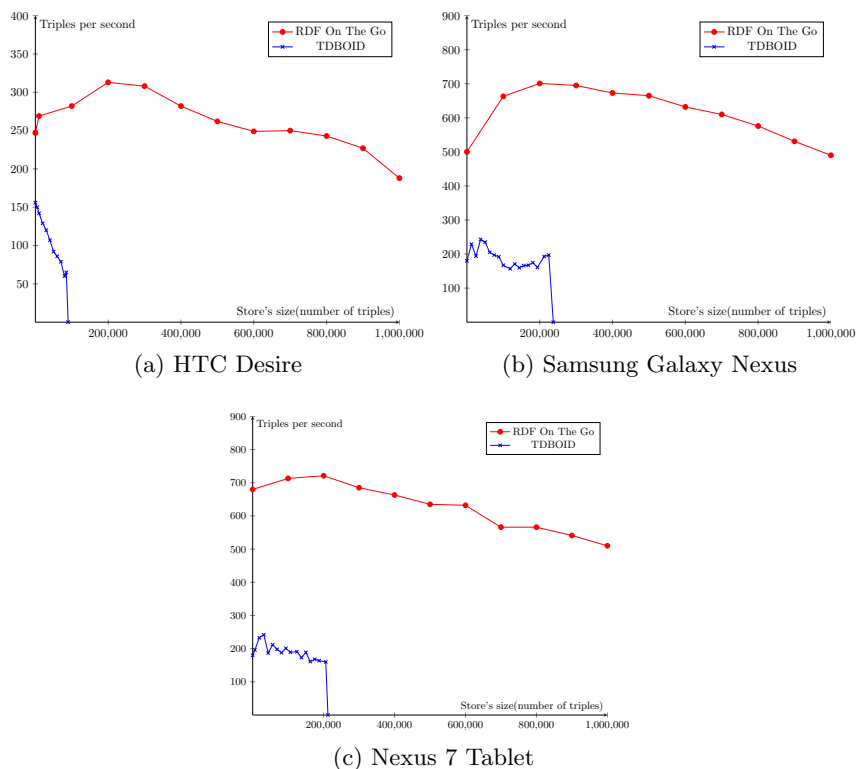 Triples per second
RDF On The Go
TDBOID
400
350
300
250
200
150
100
50
Store's size(number of triples)
200,000
400,000
600,000
800,000
1,000,000
(a) HTC Desire
Triples per second
RDF On The Go
TDBOID
900
800
700
600
500
400
300
200
100
Store's size(number of triples)
200,000
400,000
600,000
800,000
1,000,000
(b) Samsung Galaxy Nexus
Triples per second
RDF On The Go
TDBOID
900
800
700
600
500
400
300
200
100
Store's size(number of triples)
200,000
400,000
600,000
800,000
1,000,000
(c) Nexus 7 Tablet